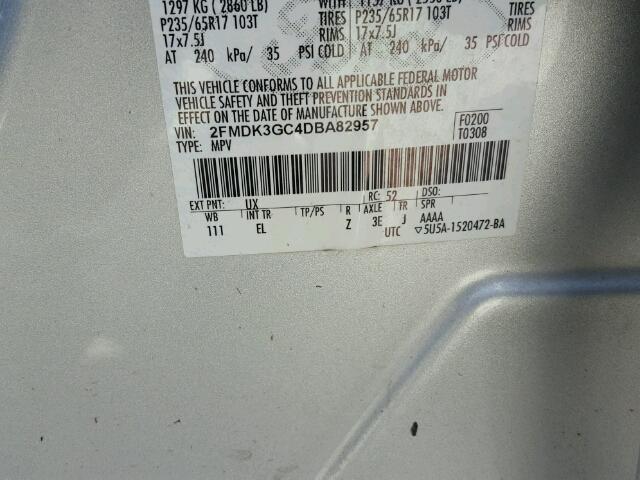 1297 KG ( 2860 LB) WITH
P235/65R17 103T TIRES P235/65R17 103T
17x7.5J RIMS 17x7.5J
AT 240 kPa/ 35 PSI COLD AT 240 kPa/ 35 PSI COLD
THIS VEHICLE CONFORMS TO ALL APPLICABLE FEDERAL MOTOR
VEHICLE SAFETY AND THEFT PREVENTION STANDARDS IN
EFFECT ON THE DATE OF MANUFACTURE SHOWN ABOVE.
VIN: 2FMDK3GC4DBA82957 F0200
TYPE: MPV T0308
EXT PNT: UX RC: 52 DSO:
WB INT TR TP/PS R AXLE TR SPR
111 EL Z 3E J AAAA
UTC ▽5U5A-1520472-BA